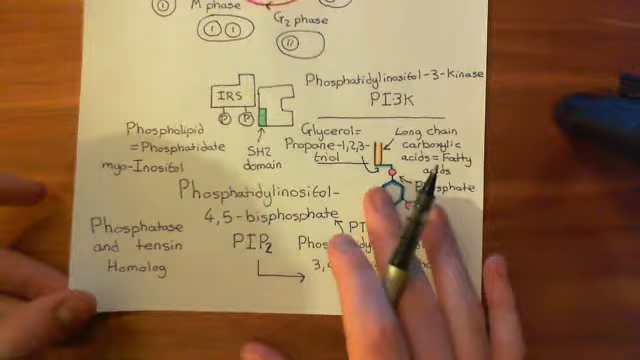 M phase
G₂ phase
Phosphatidylinositol-3-kinase
PI3K
IRS
P P
Phospholipid
= Phosphatidate
myo-Inositol
SH2
domain
Glycerol=
Propane-1,2,3-
triol
Long chain
carboxylic
acids = Fatty
acids
Phosphate
Phosphatidylinositol-
4,5-bisphosphate
PIP₂
Phosphatase
and tensin
Homolog